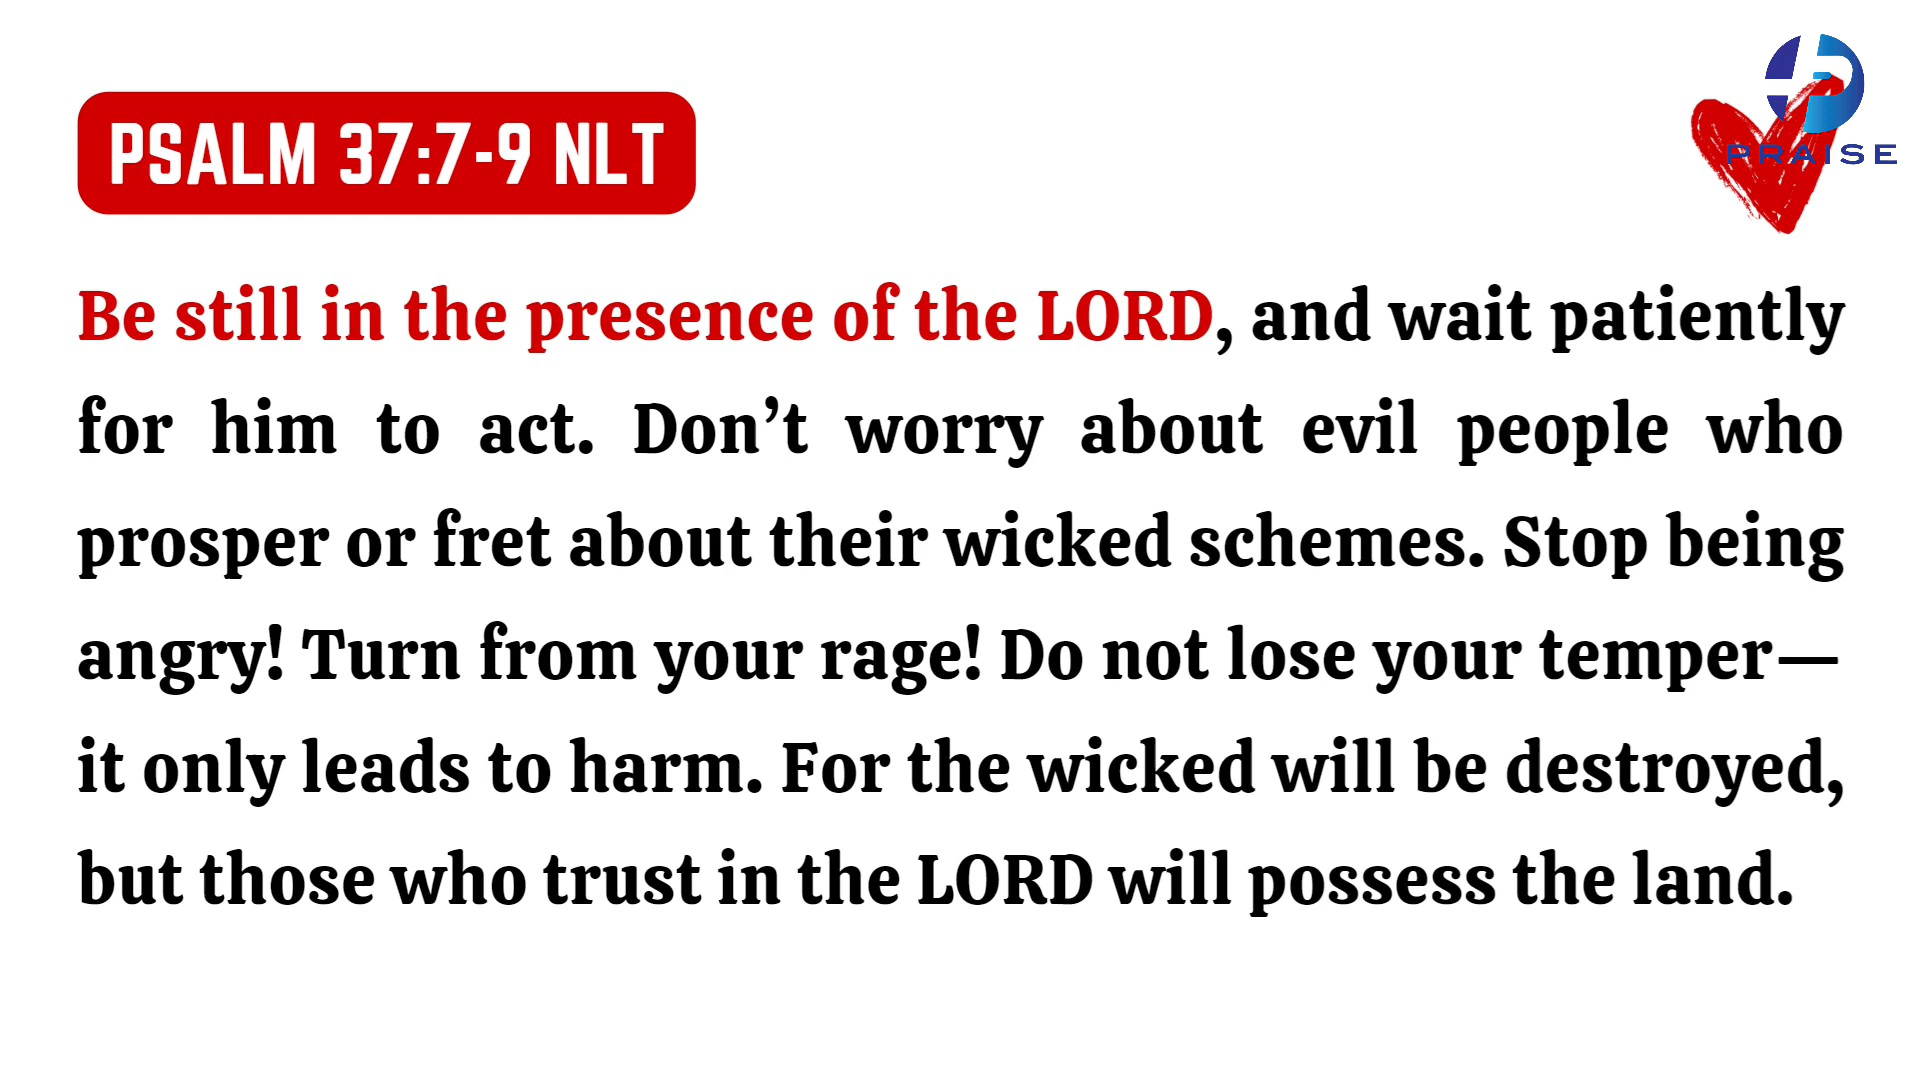 PSALM 37:7-9 NLT
PRAISE
Be still in the presence of the LORD, and wait patiently
for him to act. Don’t worry about evil people who
prosper or fret about their wicked schemes. Stop being
angry! Turn from your rage! Do not lose your temper—
it only leads to harm. For the wicked will be destroyed,
but those who trust in the LORD will possess the land.